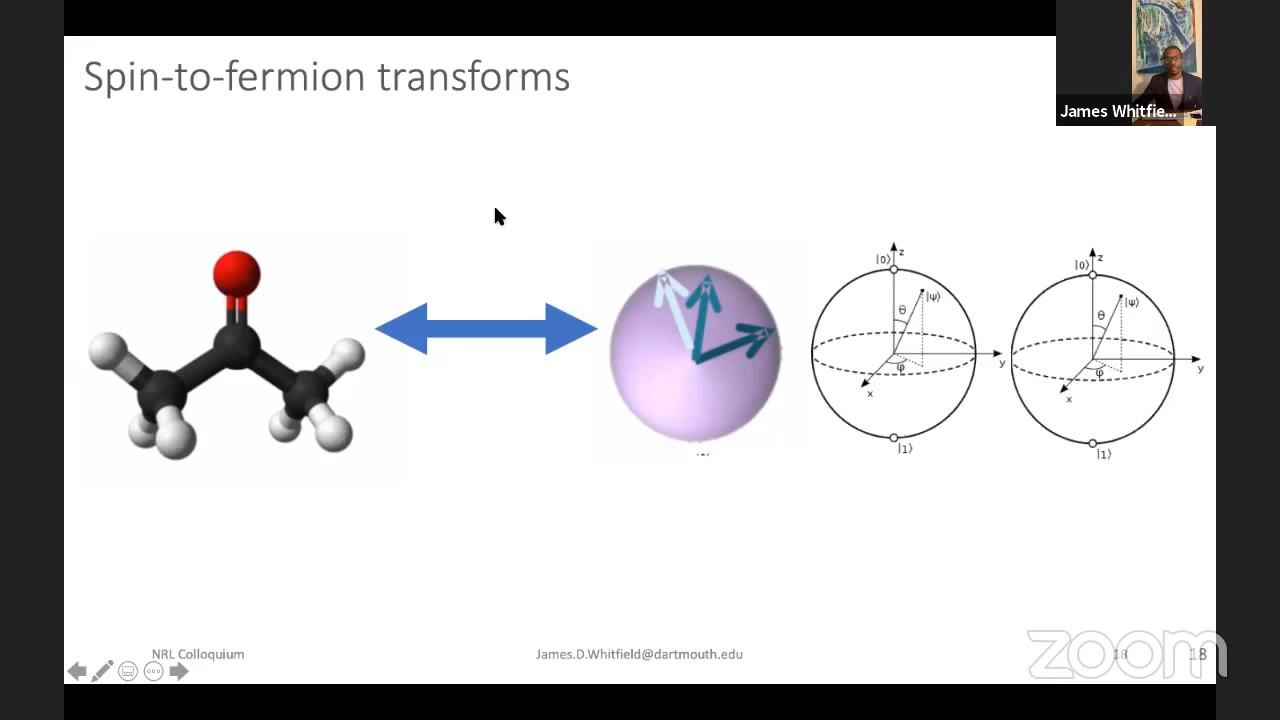 Spin-to-fermion transforms
James Whitfie...
|0⟩ z
θ |ψ⟩
φ
y
x
|1⟩
|0⟩ z
θ |ψ⟩
φ
y
x
|1⟩
NRL Colloquium
James.D.Whitfield@dartmouth.edu
18
18
zoom